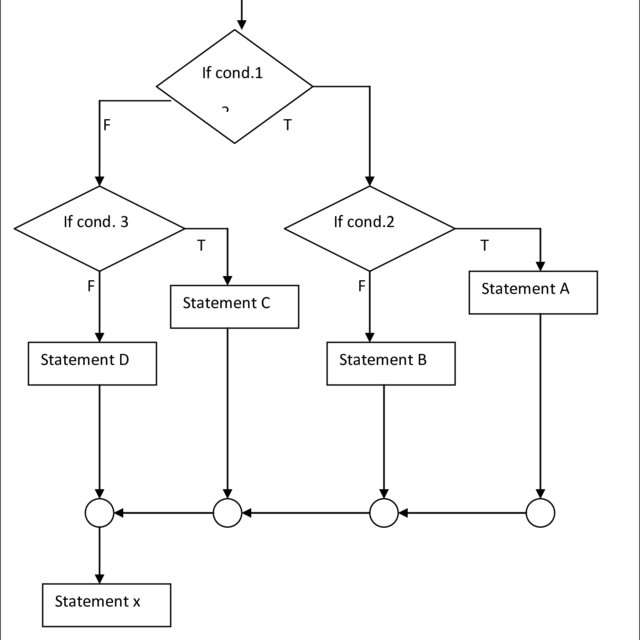 If cond.1
F
T
If cond. 3
If cond.2
T
T
F
F
Statement C
Statement A
Statement D
Statement B
Statement x